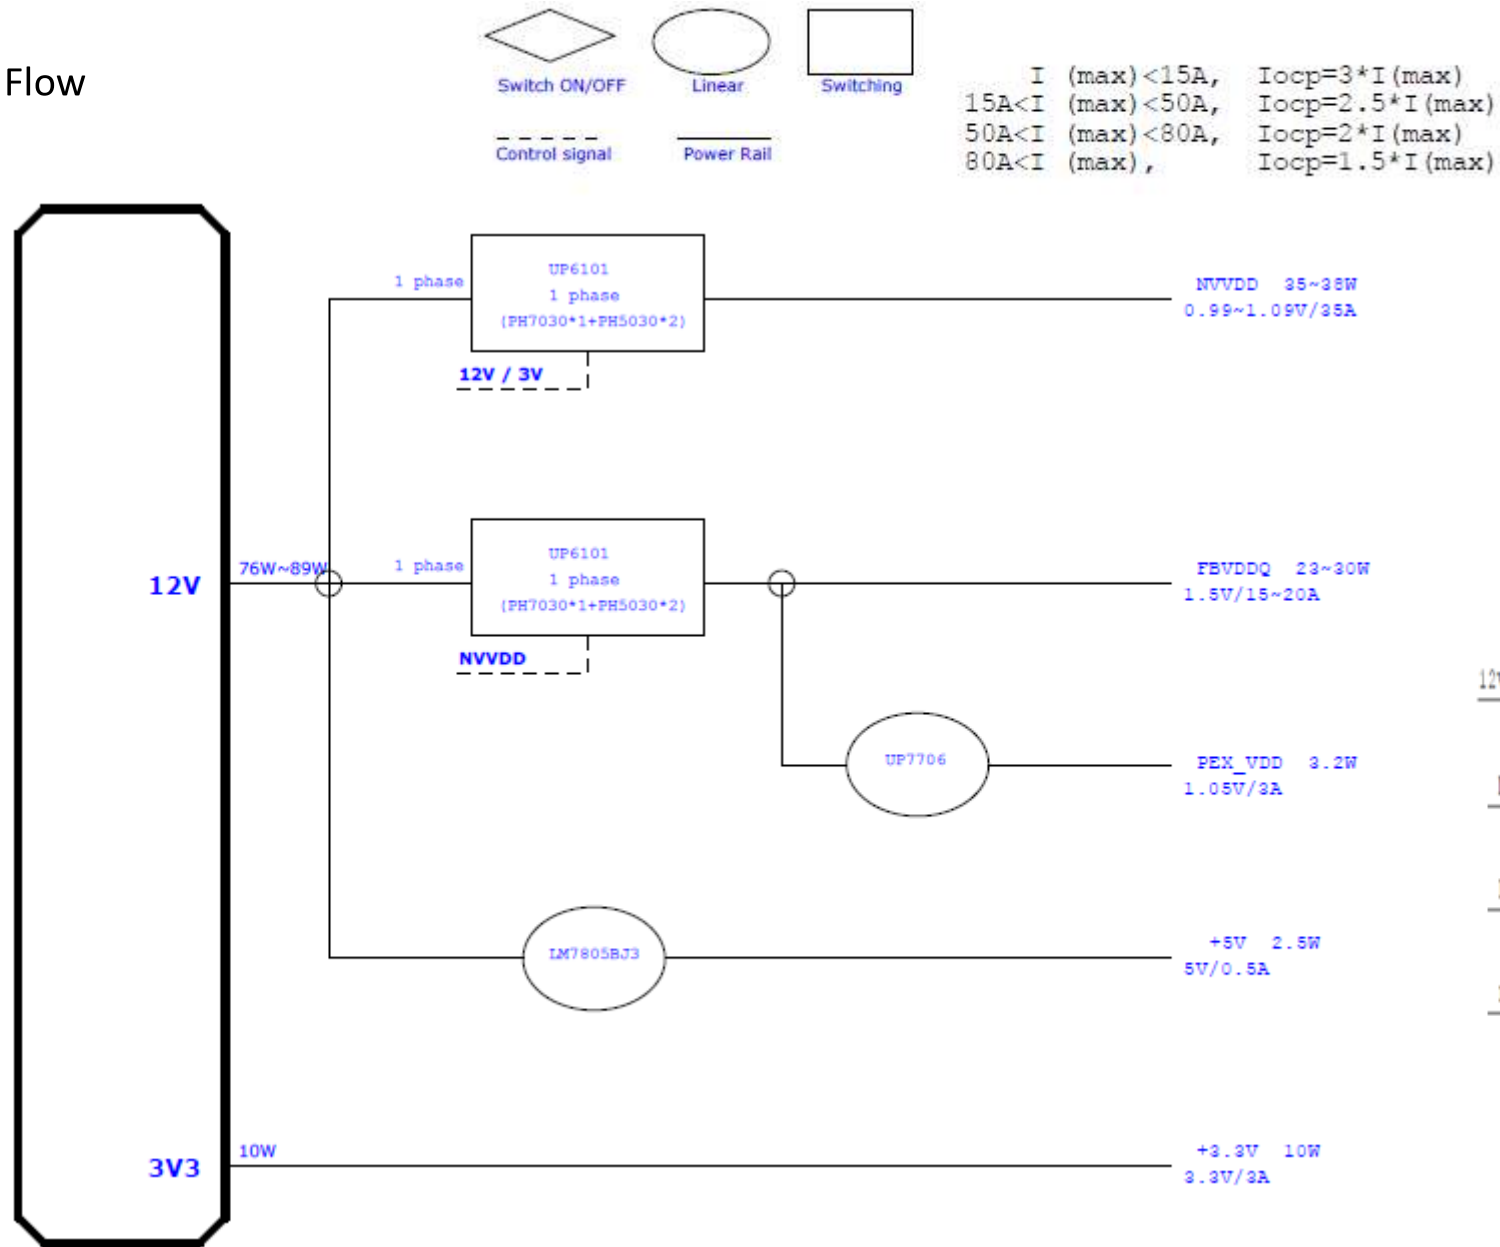 Flow
Switch ON/OFF
Linear
Switching
Control signal
Power Rail
I (max)<15A, Iocp=3*I(max)
15A<I (max)<50A, Iocp=2.5*I(max)
50A<I (max)<80A, Iocp=2*I(max)
80A<I (max), Iocp=1.5*I(max)
1 phase
UP6101
1 phase
(PH7030*1+PH5030*2)
12V / 3V
NVVDD 35~38W
0.99~1.09V/35A
12V
76W~89W
1 phase
UP6101
1 phase
(PH7030*1+PH5030*2)
NVVDD
FBVDDQ 23~30W
1.5V/15~20A
UP7706
PEX_VDD 3.2W
1.05V/3A
LM7805BJ3
+5V 2.5W
5V/0.5A
3V3
10W
+3.3V 10W
3.3V/3A